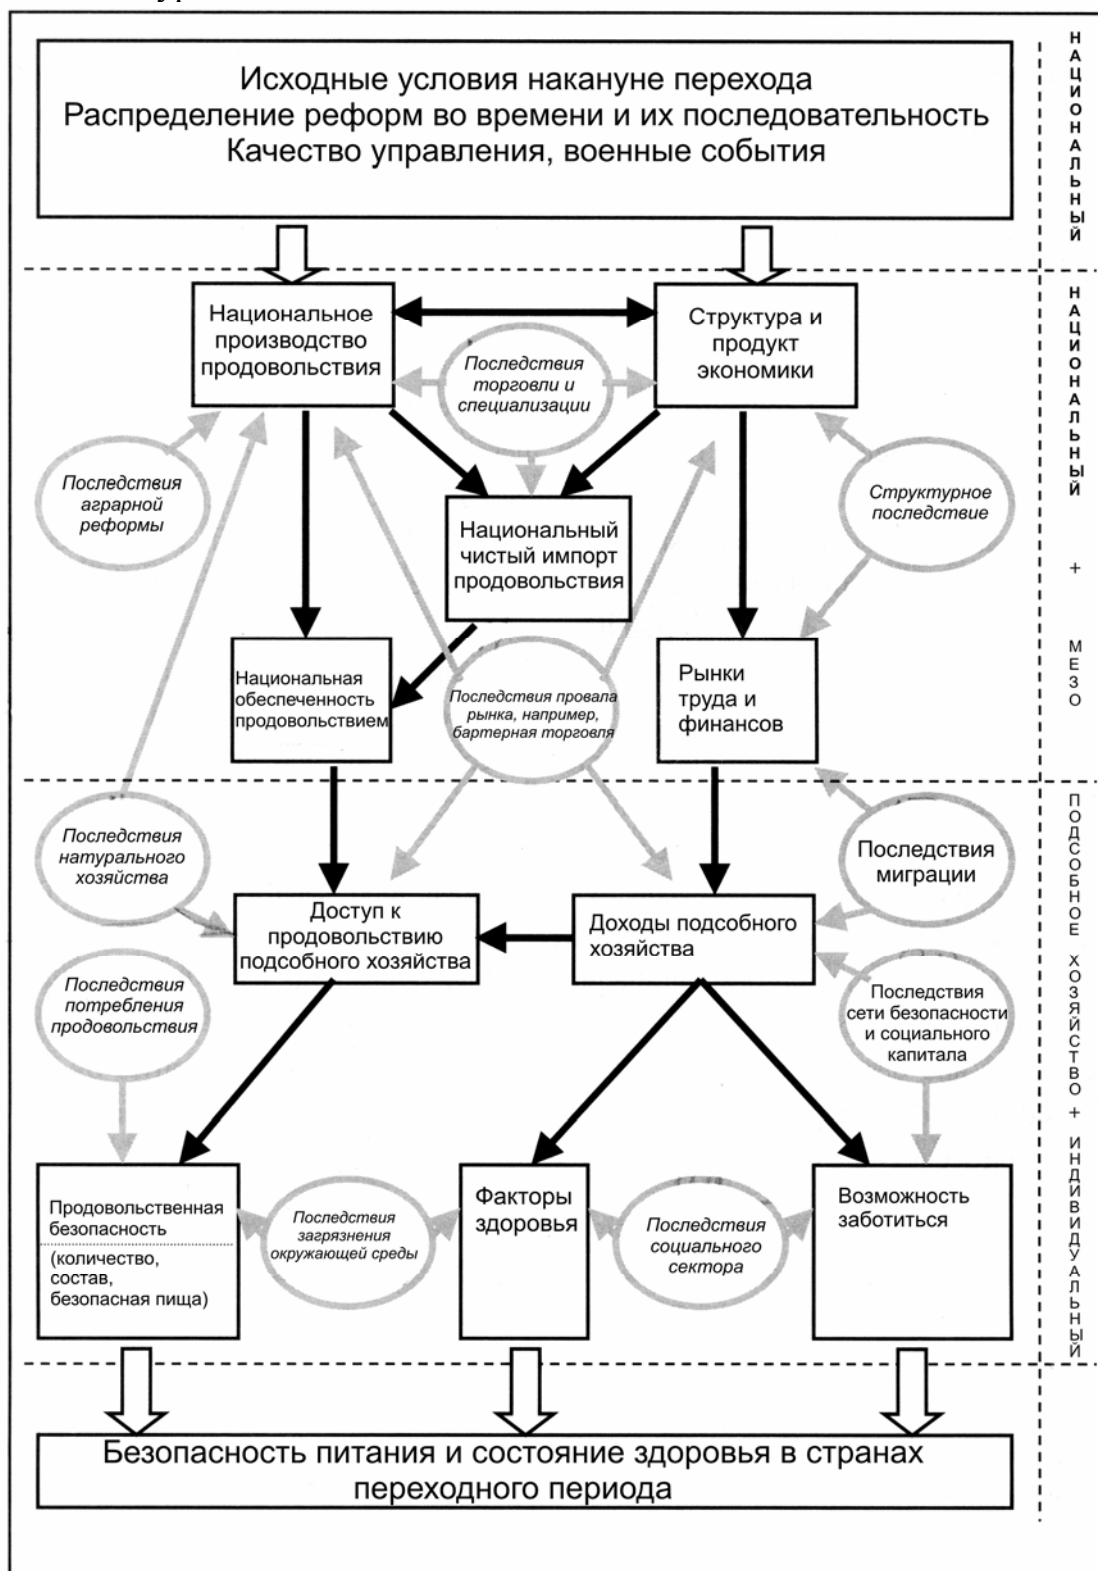 Исходные условия накануне перехода
Распределение реформ во времени и их последовательность
Качество управления, военные события
НАЦИОНАЛЬНЫЙ
Национальное
производство
продовольствия
Последствия
торговли и
специализации
Структура и
продукт
экономики
НАЦИОНАЛЬНЫЙ + МЕЗО
Последствия
аграрной
реформы
Структурное
последствие
Национальный
чистый импорт
продовольствия
Национальная
обеспеченность
продовольствием
Последствия провала
рынка, например,
бартерная торговля
Рынки
труда и
финансов
Последствия
натурального
хозяйства
Последствия
миграции
ПОДСОБНОЕ ХОЗЯЙСТВО + ИНДИВИДУАЛЬНЫЙ
Доступ к
продовольствию
подсобного хозяйства
Доходы подсобного
хозяйства
Последствия
потребления
продовольствия
Последствия
сети безопасности
и социального
капитала
Продовольственная
безопасность
(количество,
состав,
безопасная пища)
Последствия
загрязнения
окружающей среды
Факторы
здоровья
Последствия
социального
сектора
Возможность
заботиться
Безопасность питания и состояние здоровья в странах
переходного периода